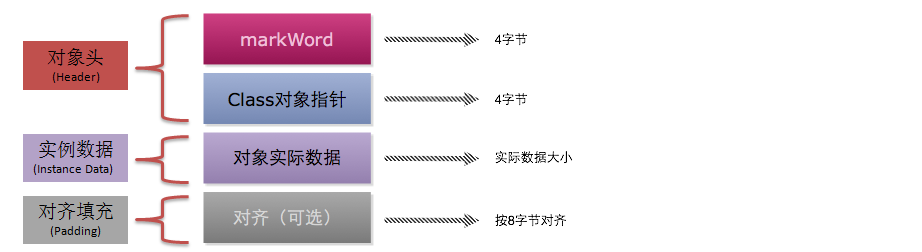 对象头
(Header)
markWord
4字节
Class对象指针
4字节
实例数据
(Instance Data)
对象实际数据
实际数据大小
对齐填充
(Padding)
对齐（可选）
按8字节对齐